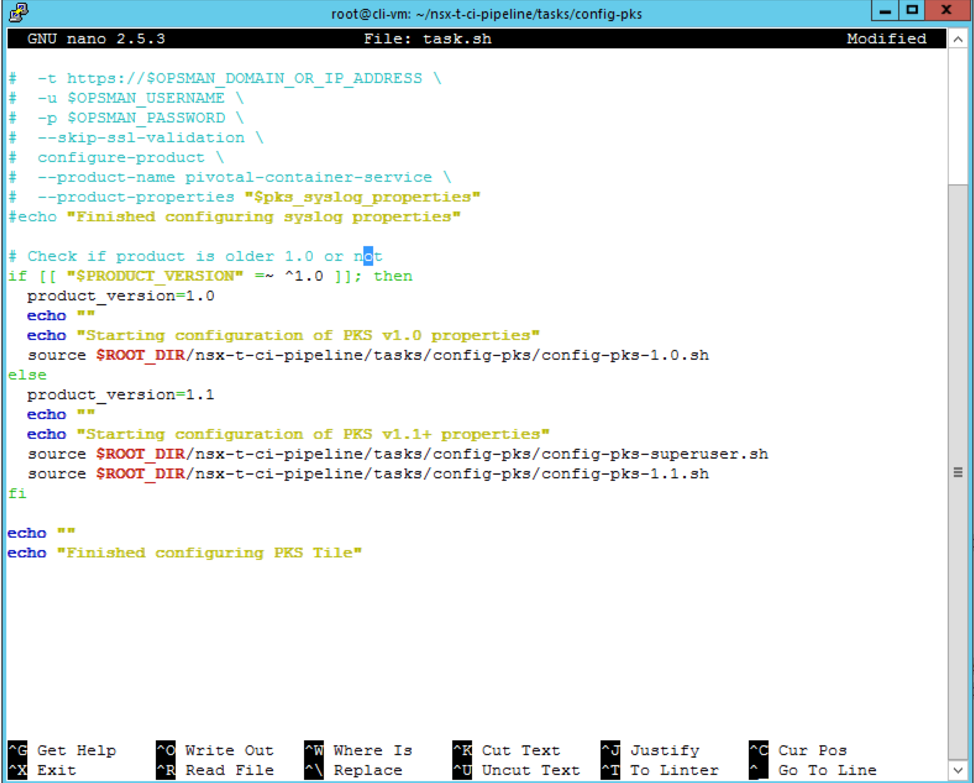 root@cli-vm: ~/nsx-t-ci-pipeline/tasks/config-pks
GNU nano 2.5.3 File: task.sh Modified
#  -t https://$OPSMAN_DOMAIN_OR_IP_ADDRESS \
#  -u $OPSMAN_USERNAME \
#  -p $OPSMAN_PASSWORD \
#  --skip-ssl-validation \
#  configure-product \
#  --product-name pivotal-container-service \
#  --product-properties "$pks_syslog_properties"
#echo "Finished configuring syslog properties"
# Check if product is older 1.0 or not
if [[ "$PRODUCT_VERSION" =~ ^1.0 ]]; then
  product_version=1.0
  echo ""
  echo "Starting configuration of PKS v1.0 properties"
  source $ROOT_DIR/nsx-t-ci-pipeline/tasks/config-pks/config-pks-1.0.sh
else
  product_version=1.1
  echo ""
  echo "Starting configuration of PKS v1.1+ properties"
  source $ROOT_DIR/nsx-t-ci-pipeline/tasks/config-pks/config-pks-superuser.sh
  source $ROOT_DIR/nsx-t-ci-pipeline/tasks/config-pks/config-pks-1.1.sh
fi
echo ""
echo "Finished configuring PKS Tile"
^G Get Help ^O Write Out ^W Where Is ^K Cut Text ^J Justify ^C Cur Pos
^X Exit ^R Read File ^\ Replace ^U Uncut Text ^T To Linter ^_ Go To Line